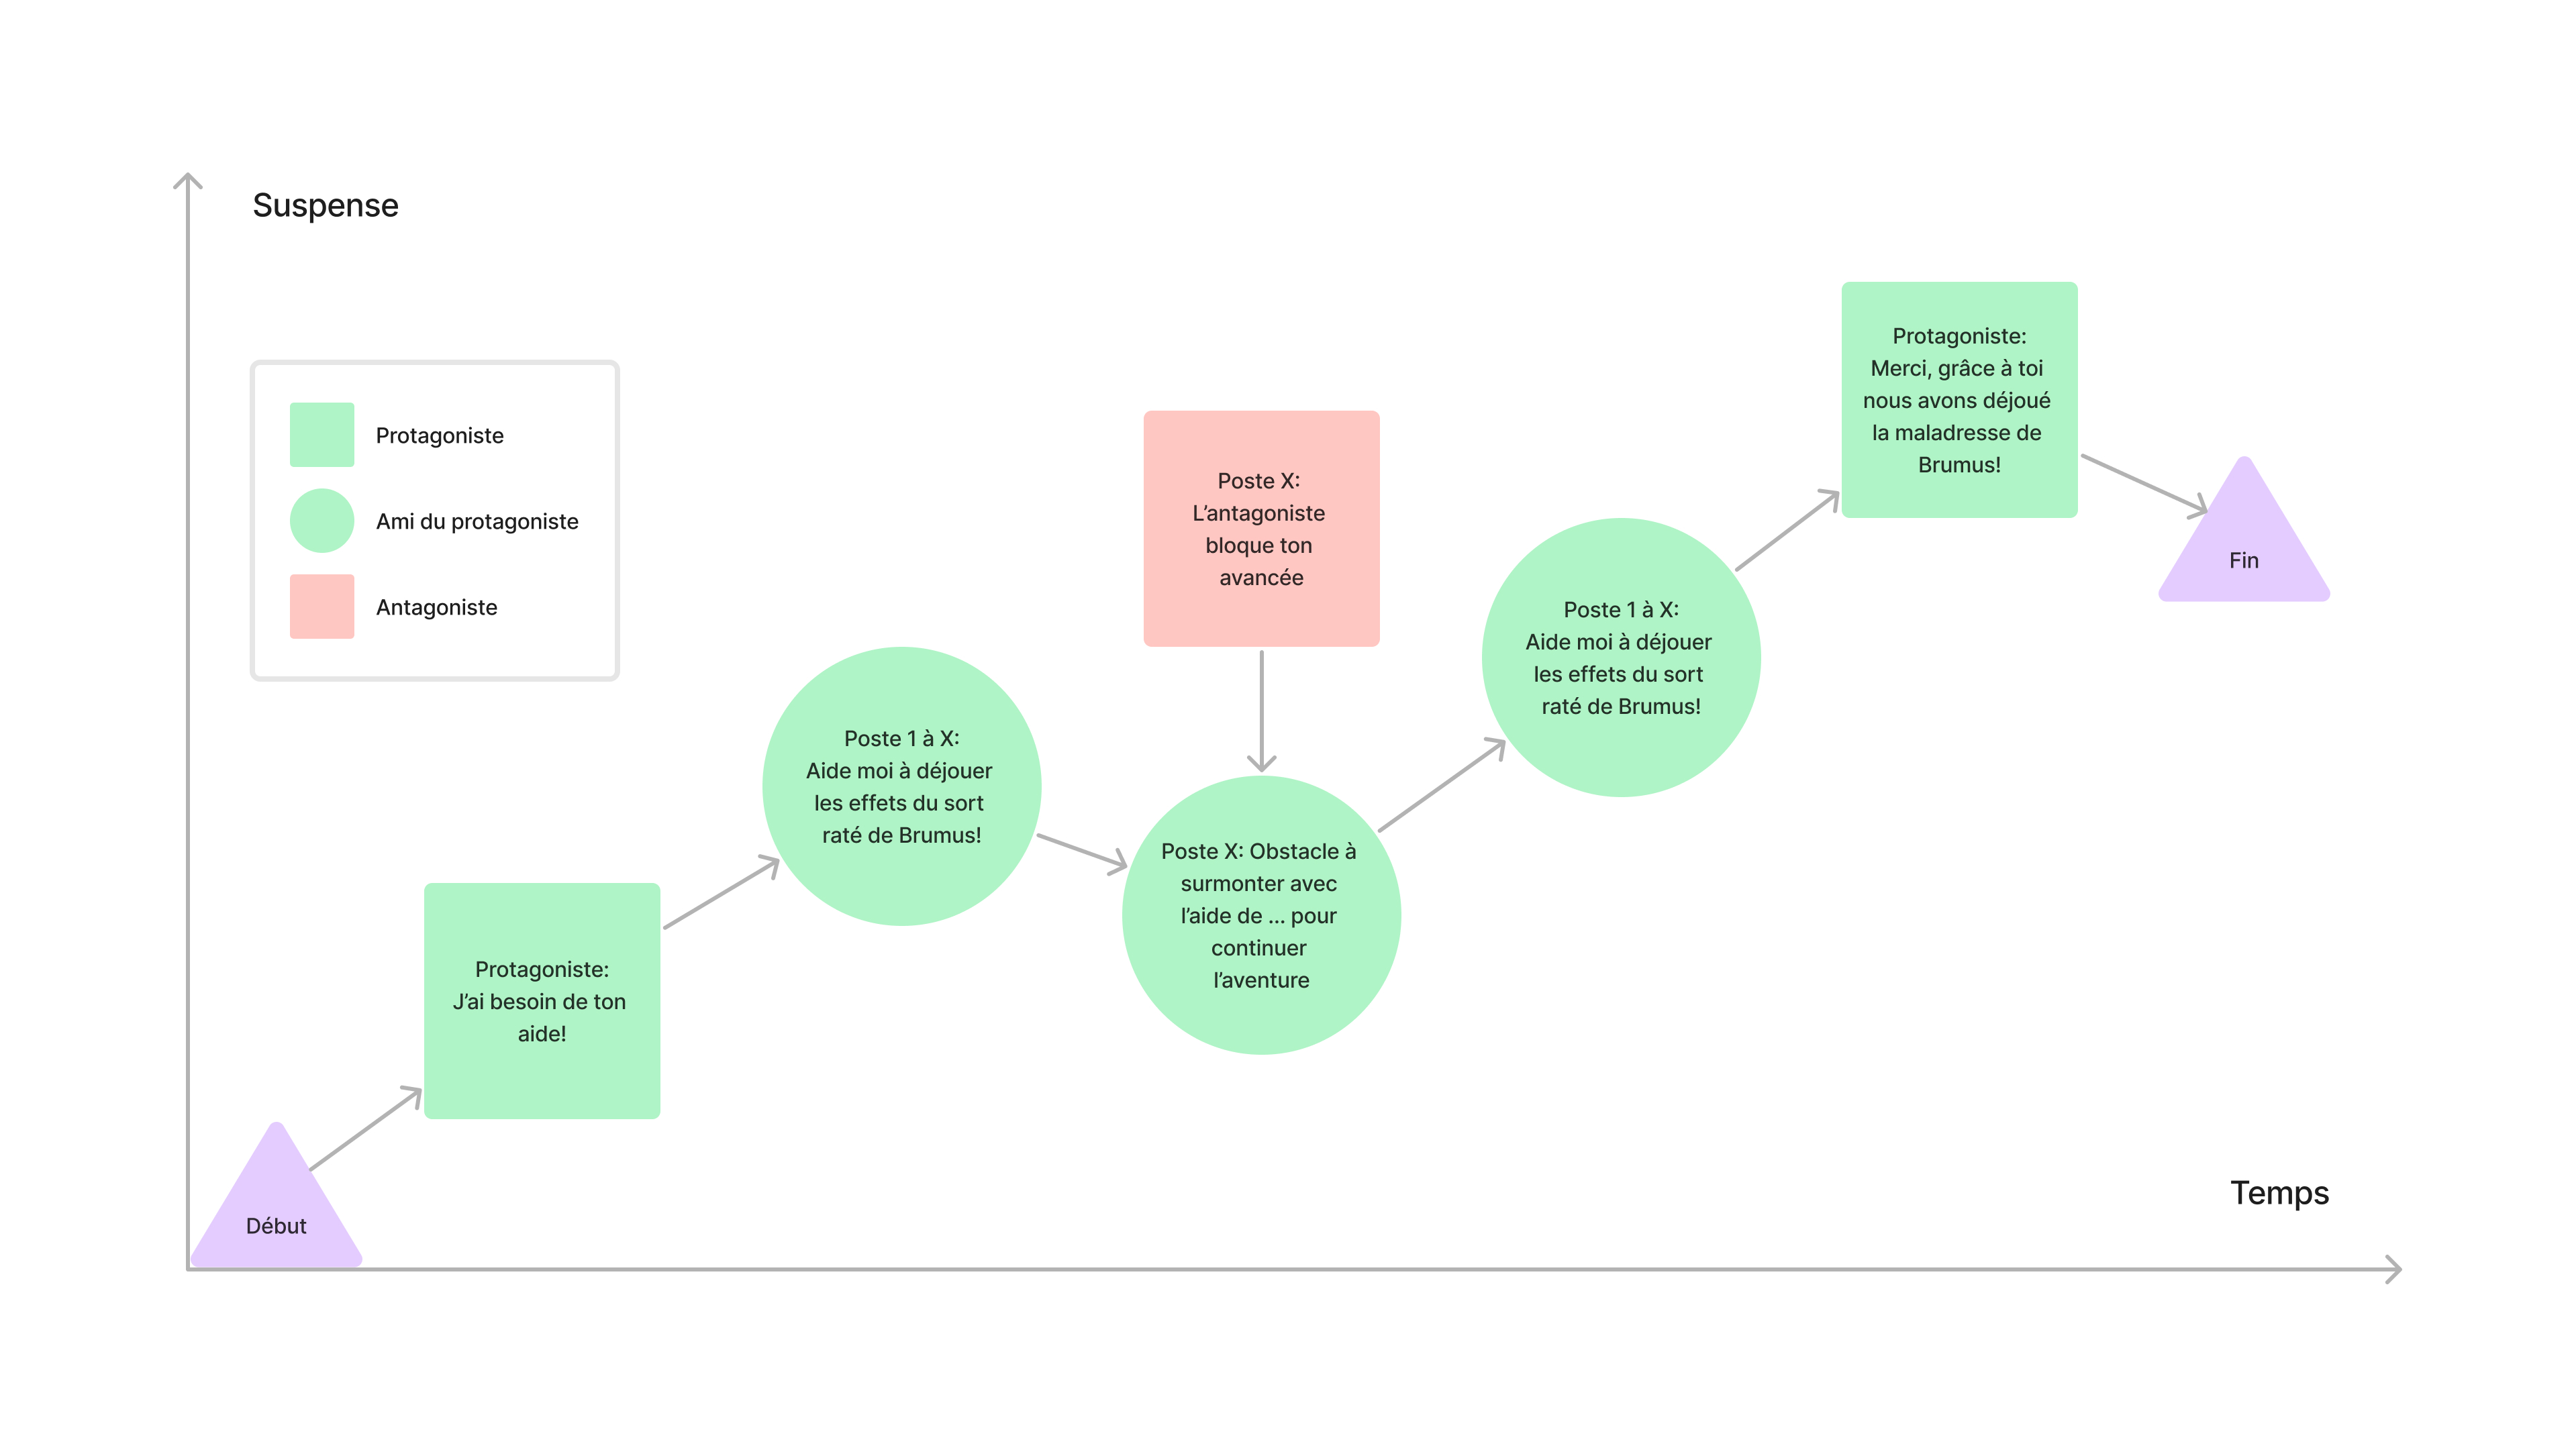 Suspense
Protagoniste
Ami du protagoniste
Antagoniste
Début
Protagoniste:
J’ai besoin de ton
aide!
Poste 1 à X:
Aide moi à déjouer
les effets du sort
raté de Brumus!
Poste X:
L’antagoniste
bloque ton
avancée
Poste X: Obstacle à
surmonter avec
l’aide de ... pour
continuer
l’aventure
Poste 1 à X:
Aide moi à déjouer
les effets du sort
raté de Brumus!
Protagoniste:
Merci, grâce à toi
nous avons déjoué
la maladresse de
Brumus!
Fin
Temps